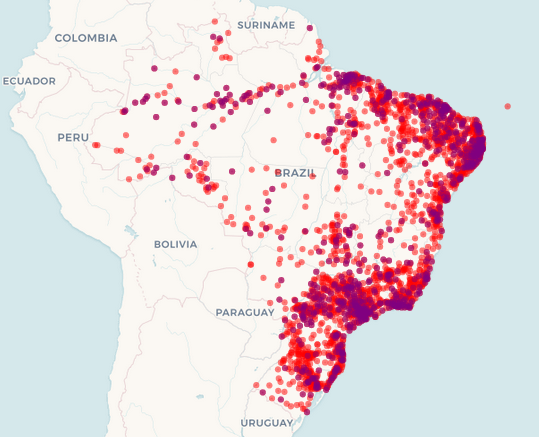 SURINAME
COLOMBIA
ECUADOR
PERU
BRAZIL
BOLIVIA
PARAGUAY
URUGUAY